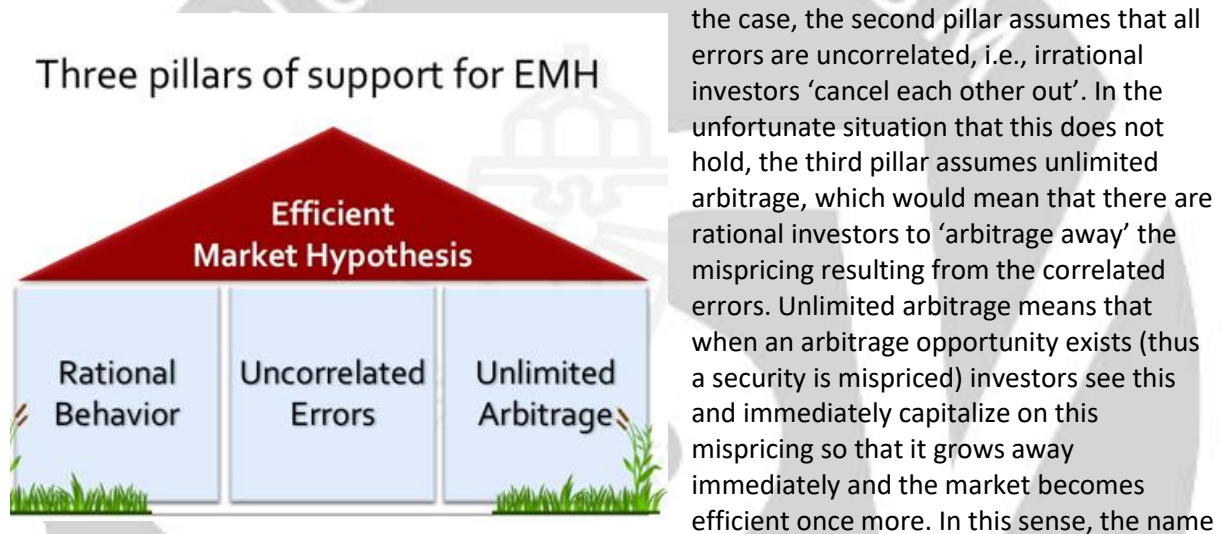 Three pillars of support for EMH
Efficient
Market Hypothesis
Rational
Behavior
Uncorrelated
Errors
Unlimited
Arbitrage
the case, the second pillar assumes that all
errors are uncorrelated, i.e., irrational
investors ‘cancel each other out’. In the
unfortunate situation that this does not
hold, the third pillar assumes unlimited
arbitrage, which would mean that there are
rational investors to ‘arbitrage away’ the
mispricing resulting from the correlated
errors. Unlimited arbitrage means that
when an arbitrage opportunity exists (thus
a security is mispriced) investors see this
and immediately capitalize on this
mispricing so that it grows away
immediately and the market becomes
efficient once more. In this sense, the name